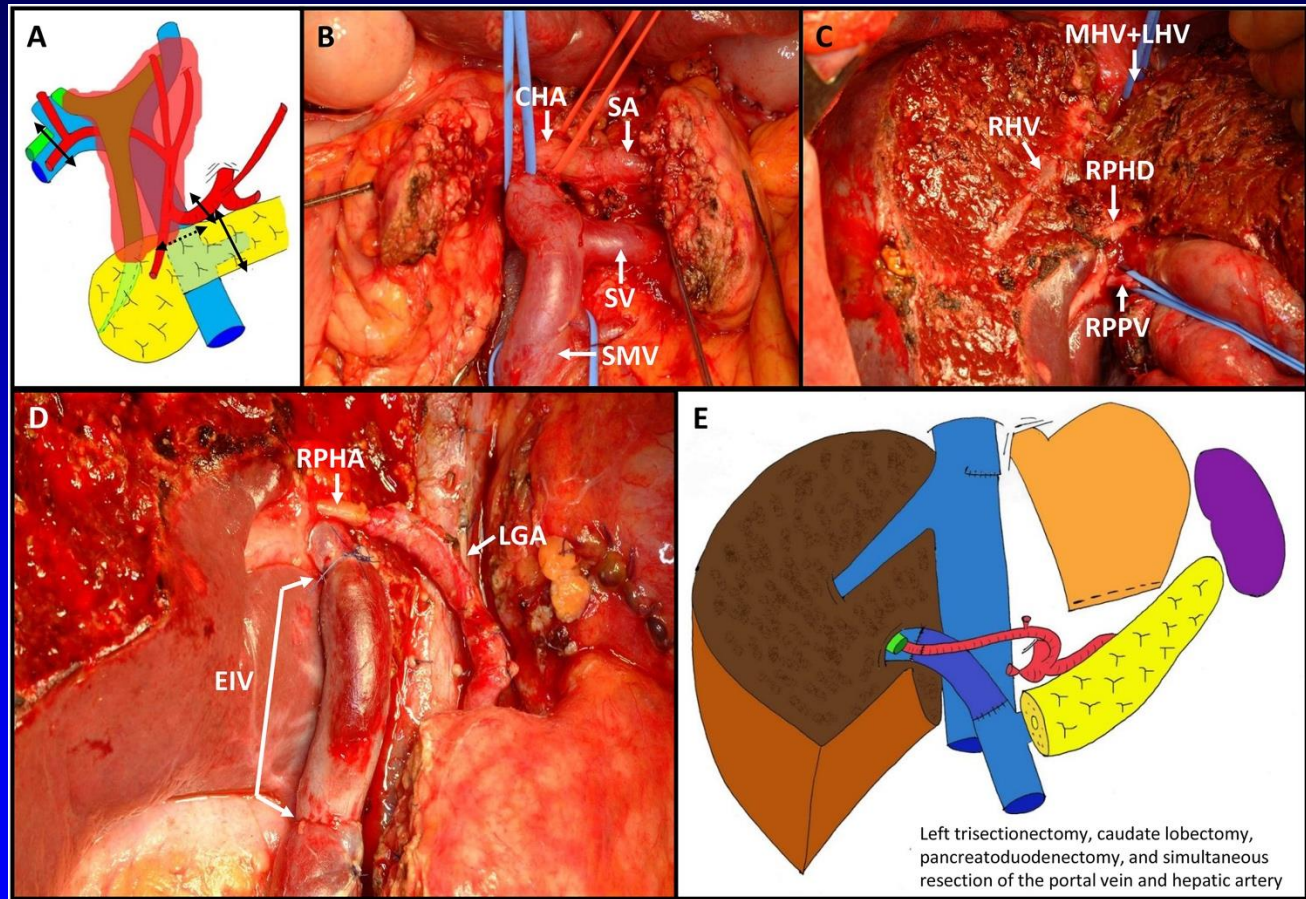 A
B
CHA
SA
SV
SMV
C
MHV+LHV
RHV
RPHD
RPPV
D
RPHA
LGA
EIV
E
Left trisectionectomy, caudate lobectomy,
pancreatoduodenectomy, and simultaneous
resection of the portal vein and hepatic artery